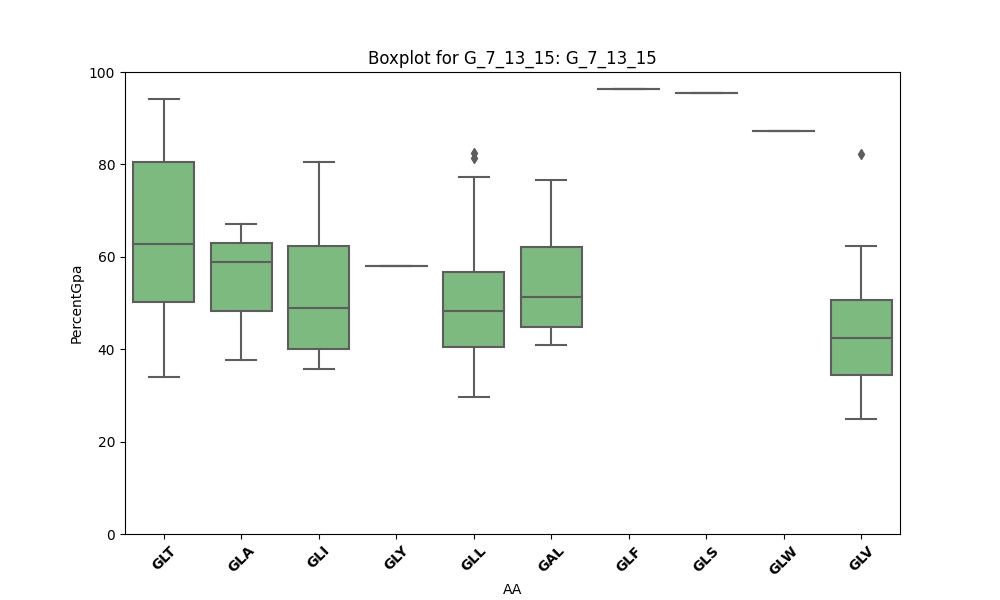 Boxplot for G_7_13_15: G_7_13_15
PercentGpa
100
80
60
40
20
0
GLT GLA GLI GLY GLL GAL GLF GLS GLW GLV
AA